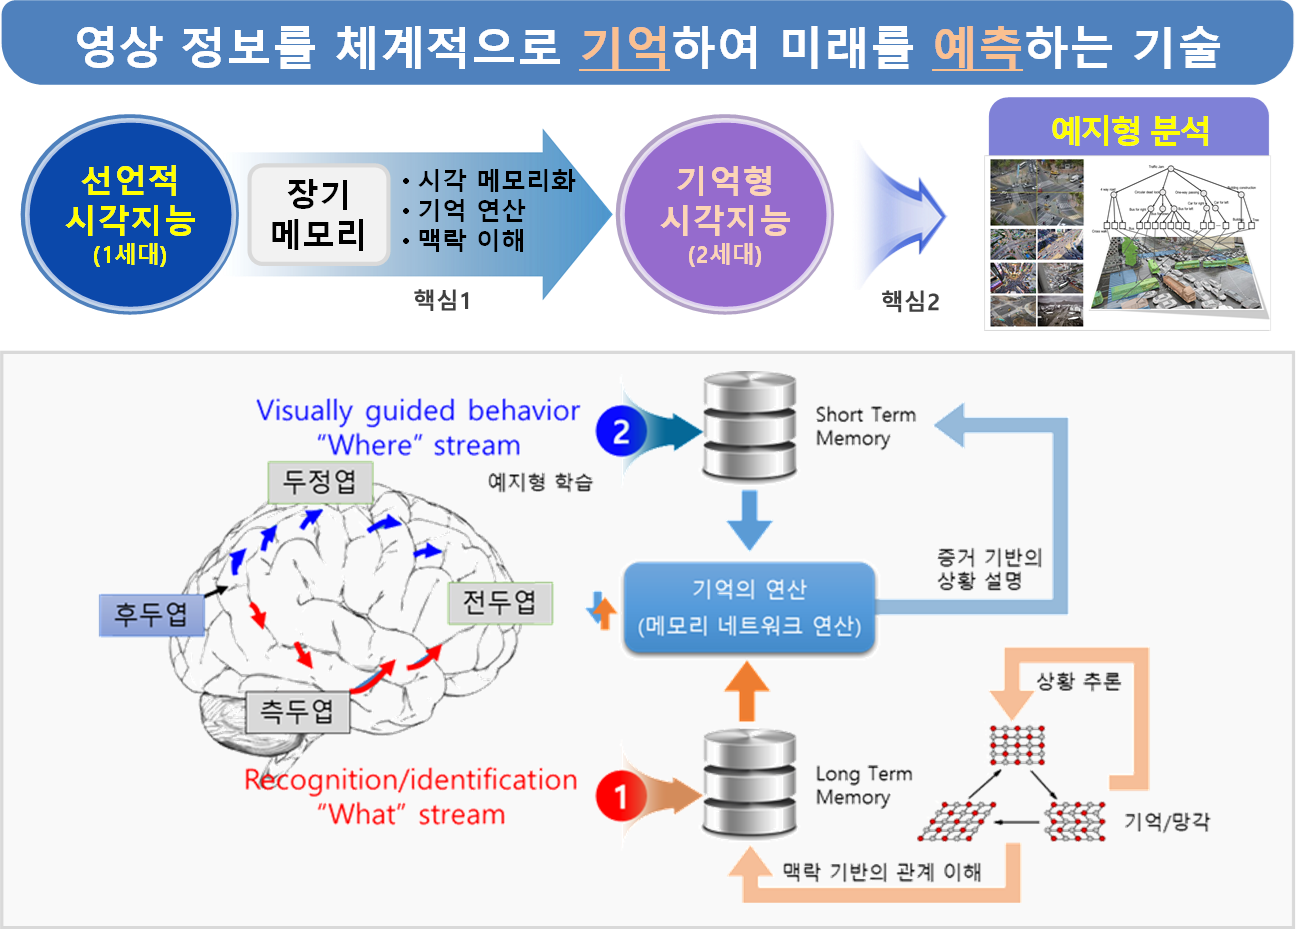 영상 정보를 체계적으로 기억하여 미래를 예측하는 기술
선언적
시각지능
(1세대)
장기
메모리
• 시각 메모리화
• 기억 연산
• 맥락 이해
핵심1
기억형
시각지능
(2세대)
핵심2
예지형 분석
Traffic Jam
Building construction
Visually guided behavior
“Where” stream
2
Short Term
Memory
예지형 학습
두정엽
후두엽
전두엽
측두엽
기억의 연산
(메모리 네트워크 연산)
증거 기반의
상황 설명
상황 추론
Recognition/identification
“What” stream
1
Long Term
Memory
기억/망각
맥락 기반의 관계 이해